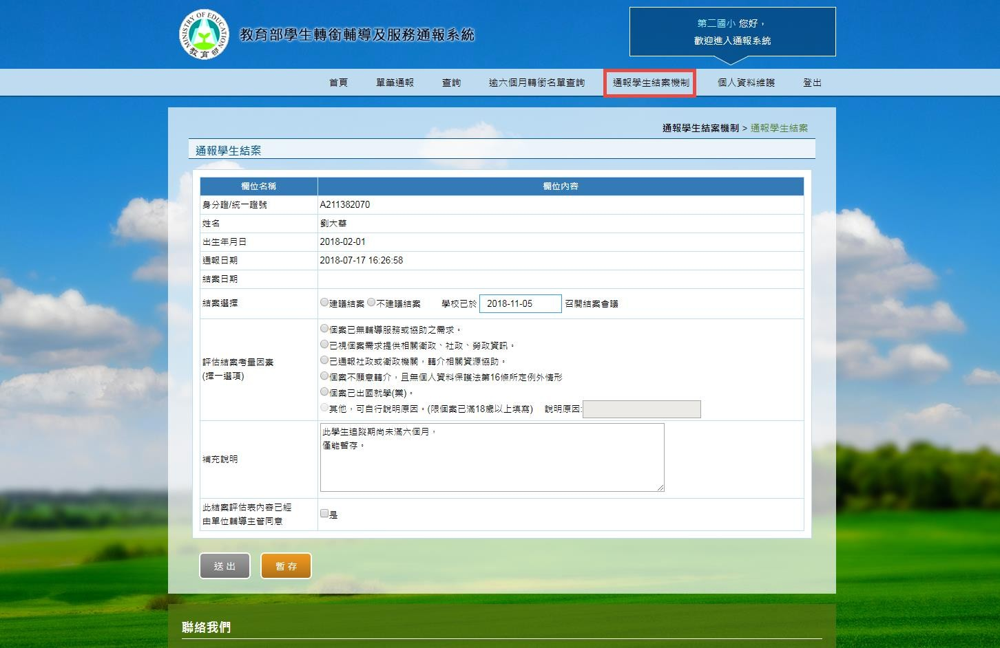 MINISTRY OF EDUCATION
教育部
教育部學生轉銜輔導及服務通報系統
第二國小 您好，
歡迎進入通報系統
首頁 單筆通報 查詢 逾六個月轉銜名單查詢 通報學生結案機制 個人資料維護 登出
通報學生結案機制 > 通報學生結案
通報學生結案
欄位名稱 欄位內容
身分證/統一證號 A211382070
姓名 劉大華
出生年月日 2018-02-01
通報日期 2018-07-17 16:26:58
結案日期
結案選擇 建議結案 不建議結案 學校已於 2018-11-05 召開結案會議
評估結案考量因素
(擇一選項)
個案已無輔導服務或協助之需求。
已視個案需求提供相關衛政、社政、勞政資訊。
已通報社政或衛政機關，轉介相關資源協助。
個案不願意轉介，且無個人資料保護法第16條所定例外情形
個案已出國就學(業)。
其他，可自行說明原因。(限個案已滿18歲以上填寫) 說明原因:
補充說明
此學生追蹤期尚未滿六個月，
僅能暫存。
此結案評估表內容已經
由單位輔導主管同意
是
送出 暫存
聯絡我們